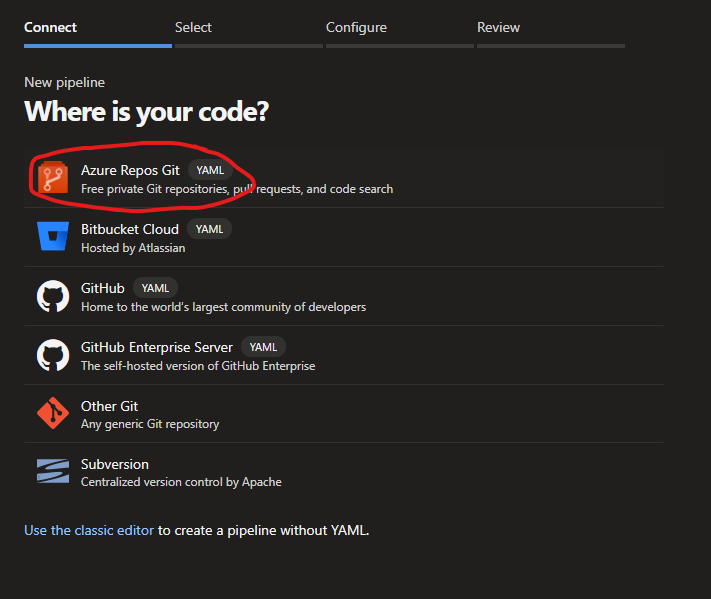 Connect Select Configure Review
New pipeline
Where is your code?
Azure Repos Git YAML
Free private Git repositories, pull requests, and code search
Bitbucket Cloud YAML
Hosted by Atlassian
GitHub YAML
Home to the world's largest community of developers
GitHub Enterprise Server YAML
The self-hosted version of GitHub Enterprise
Other Git
Any generic Git repository
Subversion
Centralized version control by Apache
Use the classic editor to create a pipeline without YAML.